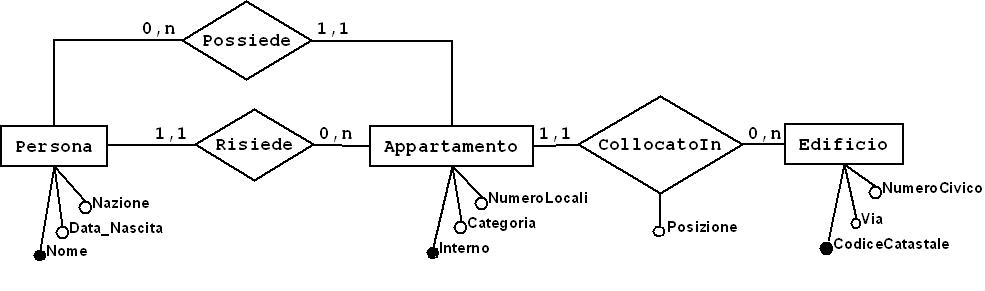 0,n Possiede 1,1
Persona 1,1 Risiede 0,n Appartamento 1,1 CollocatoIn 0,n Edificio
Nazione
Data_Nascita
Nome
NumeroLocali
Categoria
Interno
Posizione
NumeroCivico
Via
CodiceCatastale